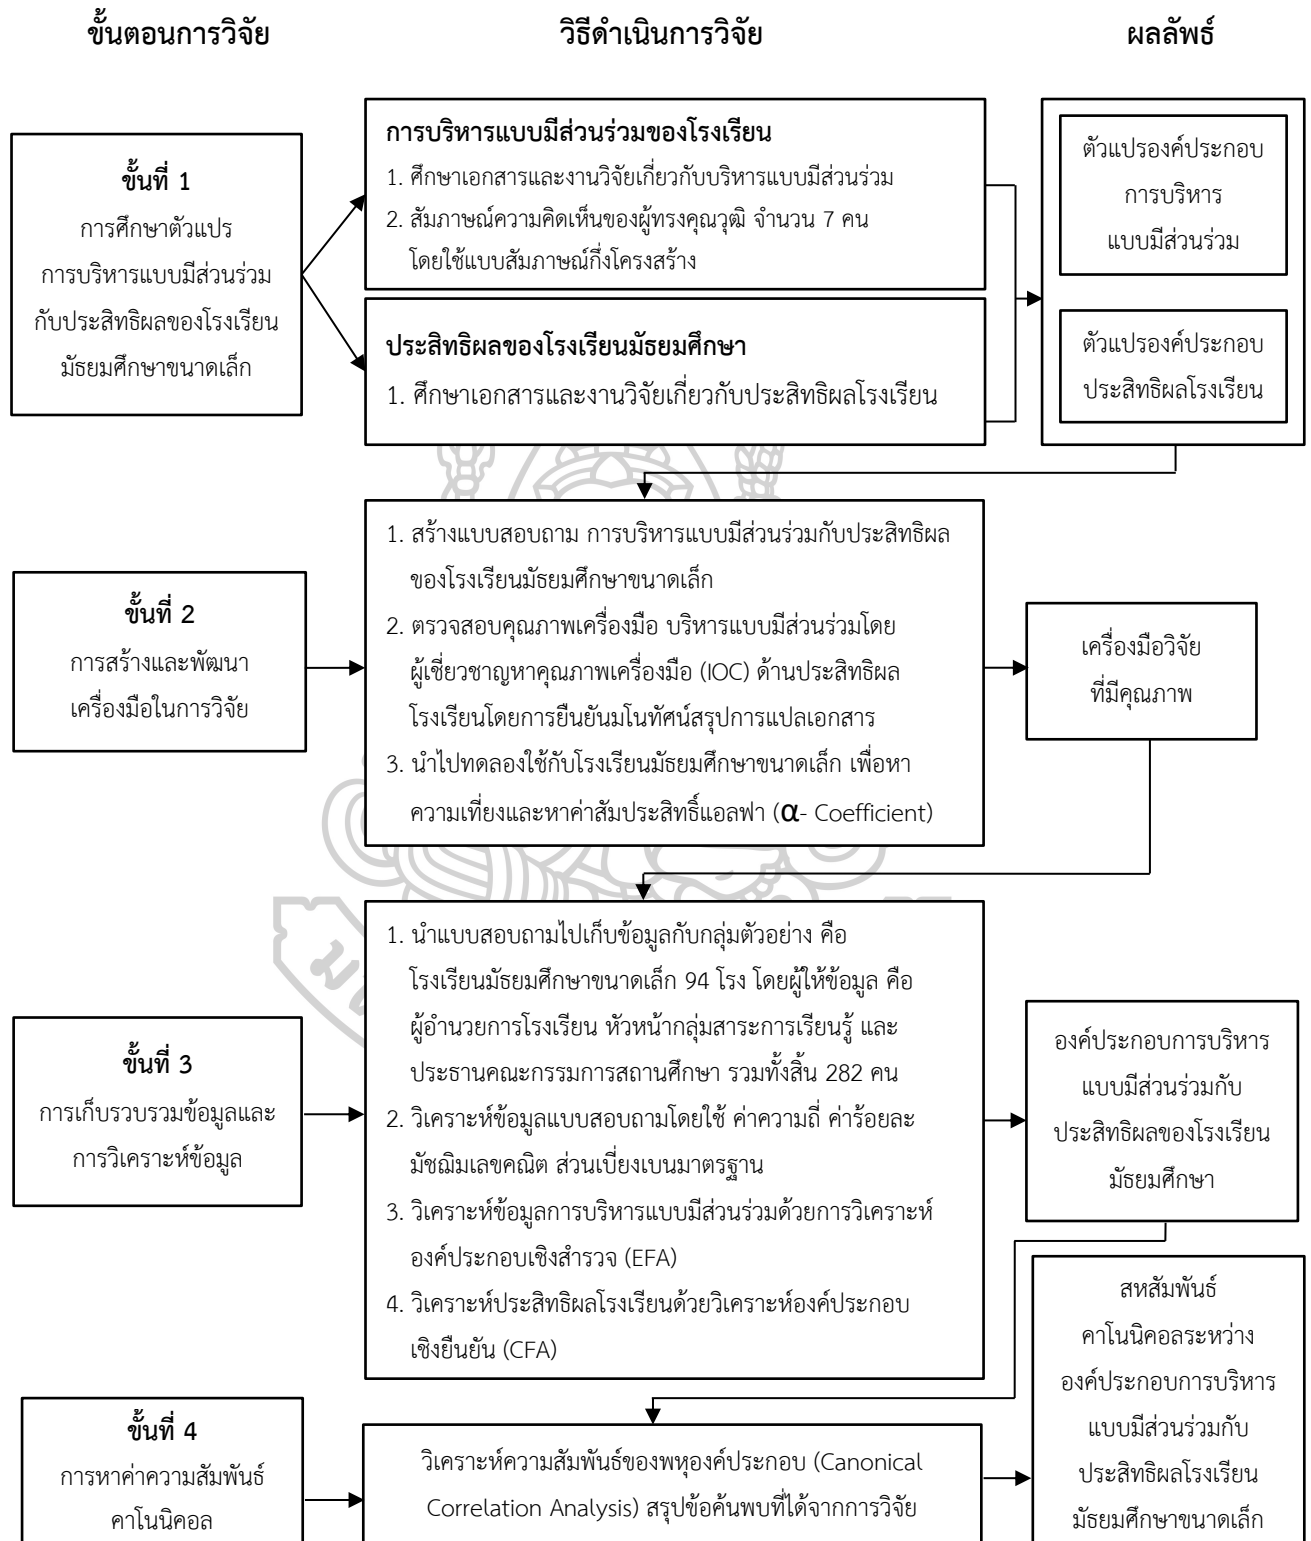 ขั้นตอนการวิจัย
วิธีดำเนินการวิจัย
ผลลัพธ์
ขั้นที่ 1
การศึกษาตัวแปร
การบริหารแบบมีส่วนร่วม
กับประสิทธิผลของโรงเรียน
มัธยมศึกษาขนาดเล็ก
การบริหารแบบมีส่วนร่วมของโรงเรียน
1. ศึกษาเอกสารและงานวิจัยเกี่ยวกับบริหารแบบมีส่วนร่วม
2. สัมภาษณ์ความคิดเห็นของผู้ทรงคุณวุฒิ จำนวน 7 คน
โดยใช้แบบสัมภาษณ์กึ่งโครงสร้าง
ประสิทธิผลของโรงเรียนมัธยมศึกษา
1. ศึกษาเอกสารและงานวิจัยเกี่ยวกับประสิทธิผลโรงเรียน
ตัวแปรองค์ประกอบ
การบริหาร
แบบมีส่วนร่วม
ตัวแปรองค์ประกอบ
ประสิทธิผลโรงเรียน
ขั้นที่ 2
การสร้างและพัฒนา
เครื่องมือในการวิจัย
1. สร้างแบบสอบถาม การบริหารแบบมีส่วนร่วมกับประสิทธิผล
ของโรงเรียนมัธยมศึกษาขนาดเล็ก
2. ตรวจสอบคุณภาพเครื่องมือ บริหารแบบมีส่วนร่วมโดย
ผู้เชี่ยวชาญหาคุณภาพเครื่องมือ (IOC) ด้านประสิทธิผล
โรงเรียนโดยการยืนยันมโนทัศน์สรุปการแปลเอกสาร
3. นำไปทดลองใช้กับโรงเรียนมัธยมศึกษาขนาดเล็ก เพื่อหา
ความเที่ยงและหาค่าสัมประสิทธิ์แอลฟา (α- Coefficient)
เครื่องมือวิจัย
ที่มีคุณภาพ
ขั้นที่ 3
การเก็บรวบรวมข้อมูลและ
การวิเคราะห์ข้อมูล
1. นำแบบสอบถามไปเก็บข้อมูลกับกลุ่มตัวอย่าง คือ
โรงเรียนมัธยมศึกษาขนาดเล็ก 94 โรง โดยผู้ให้ข้อมูล คือ
ผู้อำนวยการโรงเรียน หัวหน้ากลุ่มสาระการเรียนรู้ และ
ประธานคณะกรรมการสถานศึกษา รวมทั้งสิ้น 282 คน
2. วิเคราะห์ข้อมูลแบบสอบถามโดยใช้ ค่าความถี่ ค่าร้อยละ
มัชฌิมเลขคณิต ส่วนเบี่ยงเบนมาตรฐาน
3. วิเคราะห์ข้อมูลการบริหารแบบมีส่วนร่วมด้วยการวิเคราะห์
องค์ประกอบเชิงสำรวจ (EFA)
4. วิเคราะห์ประสิทธิผลโรงเรียนด้วยวิเคราะห์องค์ประกอบ
เชิงยืนยัน (CFA)
องค์ประกอบการบริหาร
แบบมีส่วนร่วมกับ
ประสิทธิผลของโรงเรียน
มัธยมศึกษา
ขั้นที่ 4
การหาค่าความสัมพันธ์
คาโนนิคอล
วิเคราะห์ความสัมพันธ์ของพหุองค์ประกอบ (Canonical
Correlation Analysis) สรุปข้อค้นพบที่ได้จากการวิจัย
สหสัมพันธ์
คาโนนิคอลระหว่าง
องค์ประกอบการบริหาร
แบบมีส่วนร่วมกับ
ประสิทธิผลโรงเรียน
มัธยมศึกษาขนาดเล็ก